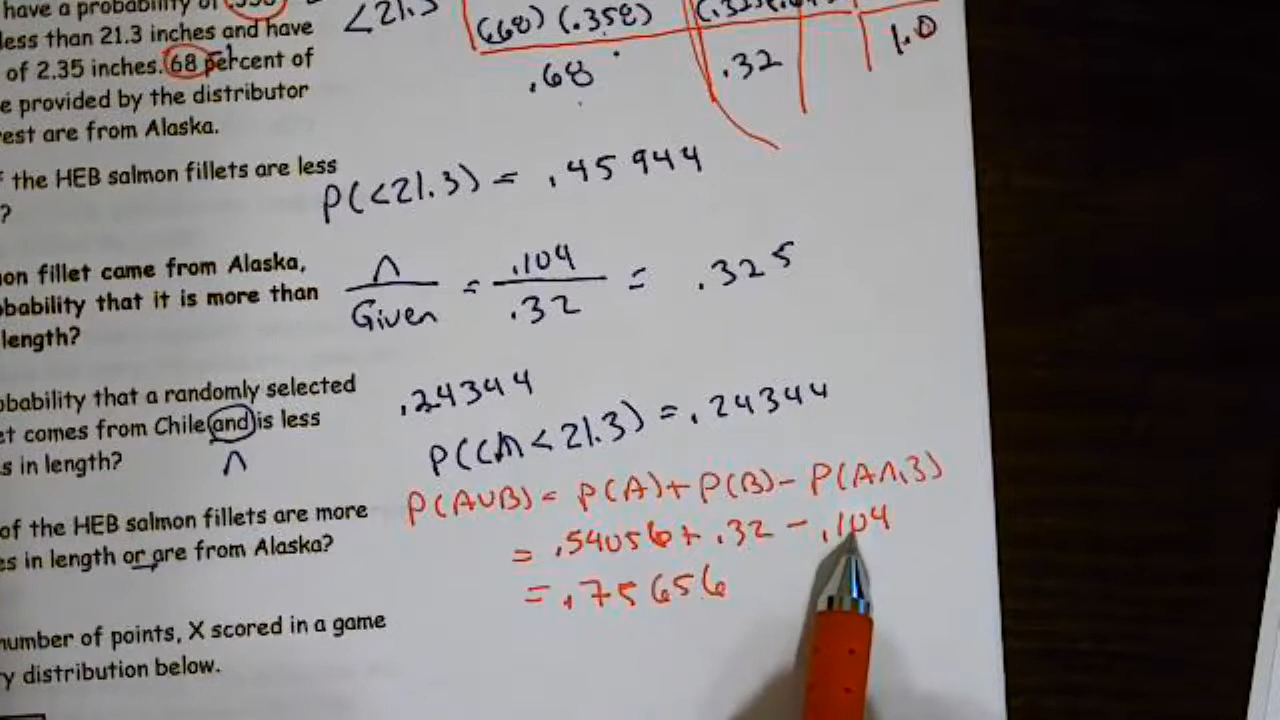 have a probability of .358
less than 21.3 inches and have
<21.3
(.68) (.358)
of 2.35 inches. 68 percent of
.68
.32
1.0
e provided by the distributor
est are from Alaska.
the HEB salmon fillets are less
?
P(<21.3) = .45944
on fillet came from Alaska,
bability that it is more than
length?
∩ / Given = .104 / .32 = .325
obability that a randomly selected
et comes from Chile and is less
s in length?
∩
.24344
P(C∩<21.3) = .24344
of the HEB salmon fillets are more
es in length or are from Alaska?
P(A∪B) = P(A) + P(B) - P(A∩B)
= .54056 + .32 - .104
= .75656
number of points, X scored in a game
y distribution below.